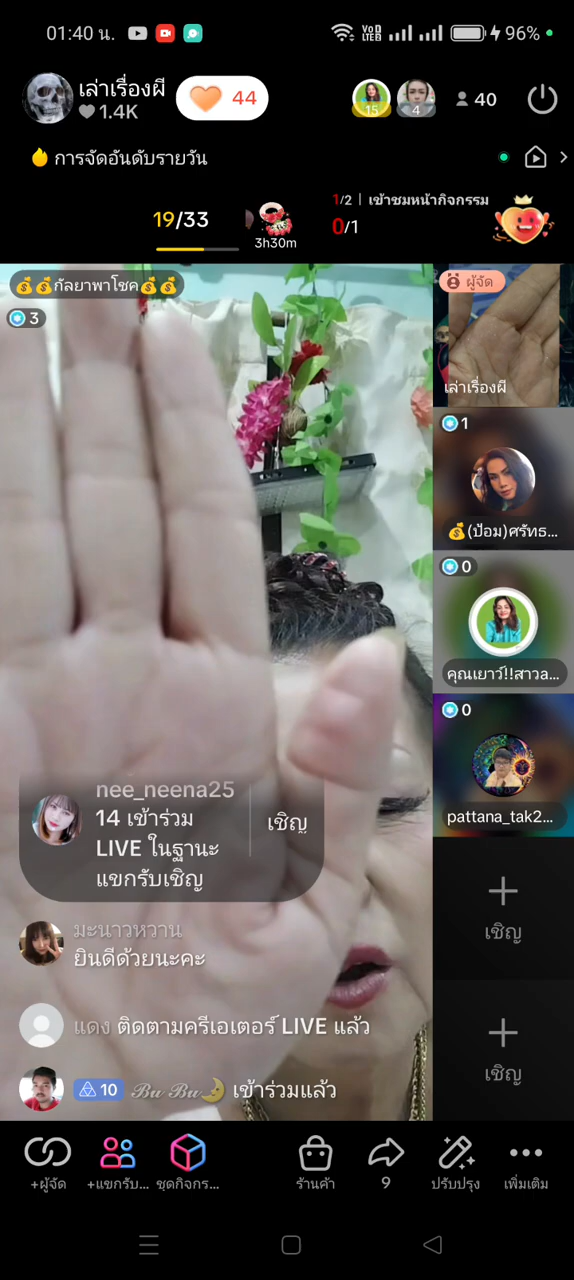 01:40 น.
VoD
LTE2
96%
เล่าเรื่องผี
1.4K
44
15
4
40
การจัดอันดับรายวัน
19/33
3h30m
1/2 | เข้าชมหน้ากิจกรรม
0/1
💰💰กัลยาพาโชค💰💰
3
ผู้จัด
เล่าเรื่องผี
1
💰(ป้อม)ศรัทธ...
0
คุณเยาว์!!สาวa...
0
pattana_tak2...
เชิญ
เชิญ
nee_neena25
14 เข้าร่วม
LIVE ในฐานะ
แขกรับเชิญ
เชิญ
มะนาวหวาน
ยินดีด้วยนะคะ
แดง ติดตามครีเอเตอร์ LIVE แล้ว
10 ℬ𝓊 ℬ𝓊🌛 เข้าร่วมแล้ว
+ผู้จัด
+แขกรับ...
ชุดกิจกร...
ร้านค้า
9
ปรับปรุง
เพิ่มเติม